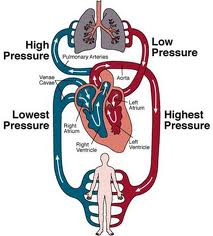 High
Pressure
Low
Pressure
Pulmonary Arteries
Venae
Cavae
Aorta
Left
Atrium
Lowest
Pressure
Highest
Pressure
Right
Atrium
Right
Ventricle
Left
Ventricle